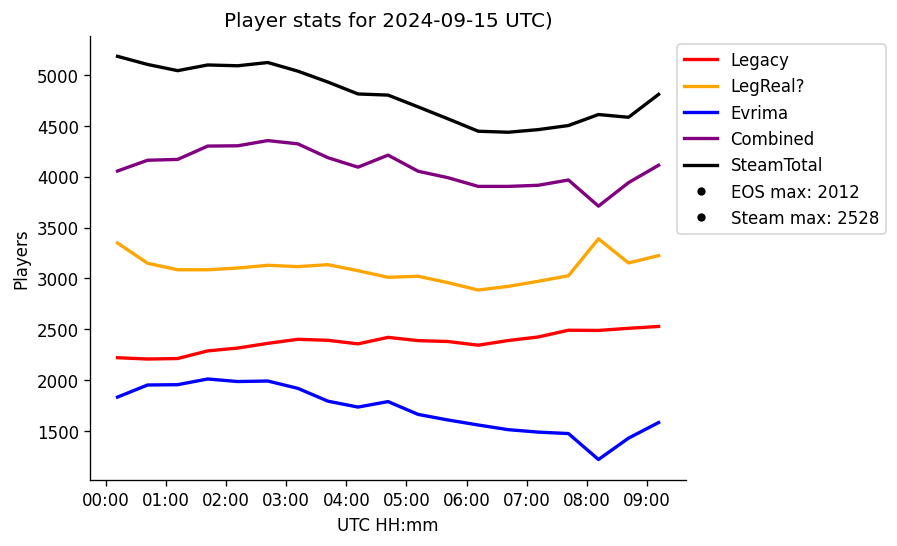 Player stats for 2024-09-15 UTC)
Legacy
LegReal?
Evrima
Combined
SteamTotal
EOS max: 2012
Steam max: 2528
Players
5000
4500
4000
3500
3000
2500
2000
1500
00:00 01:00 02:00 03:00 04:00 05:00 06:00 07:00 08:00 09:00
UTC HH:mm